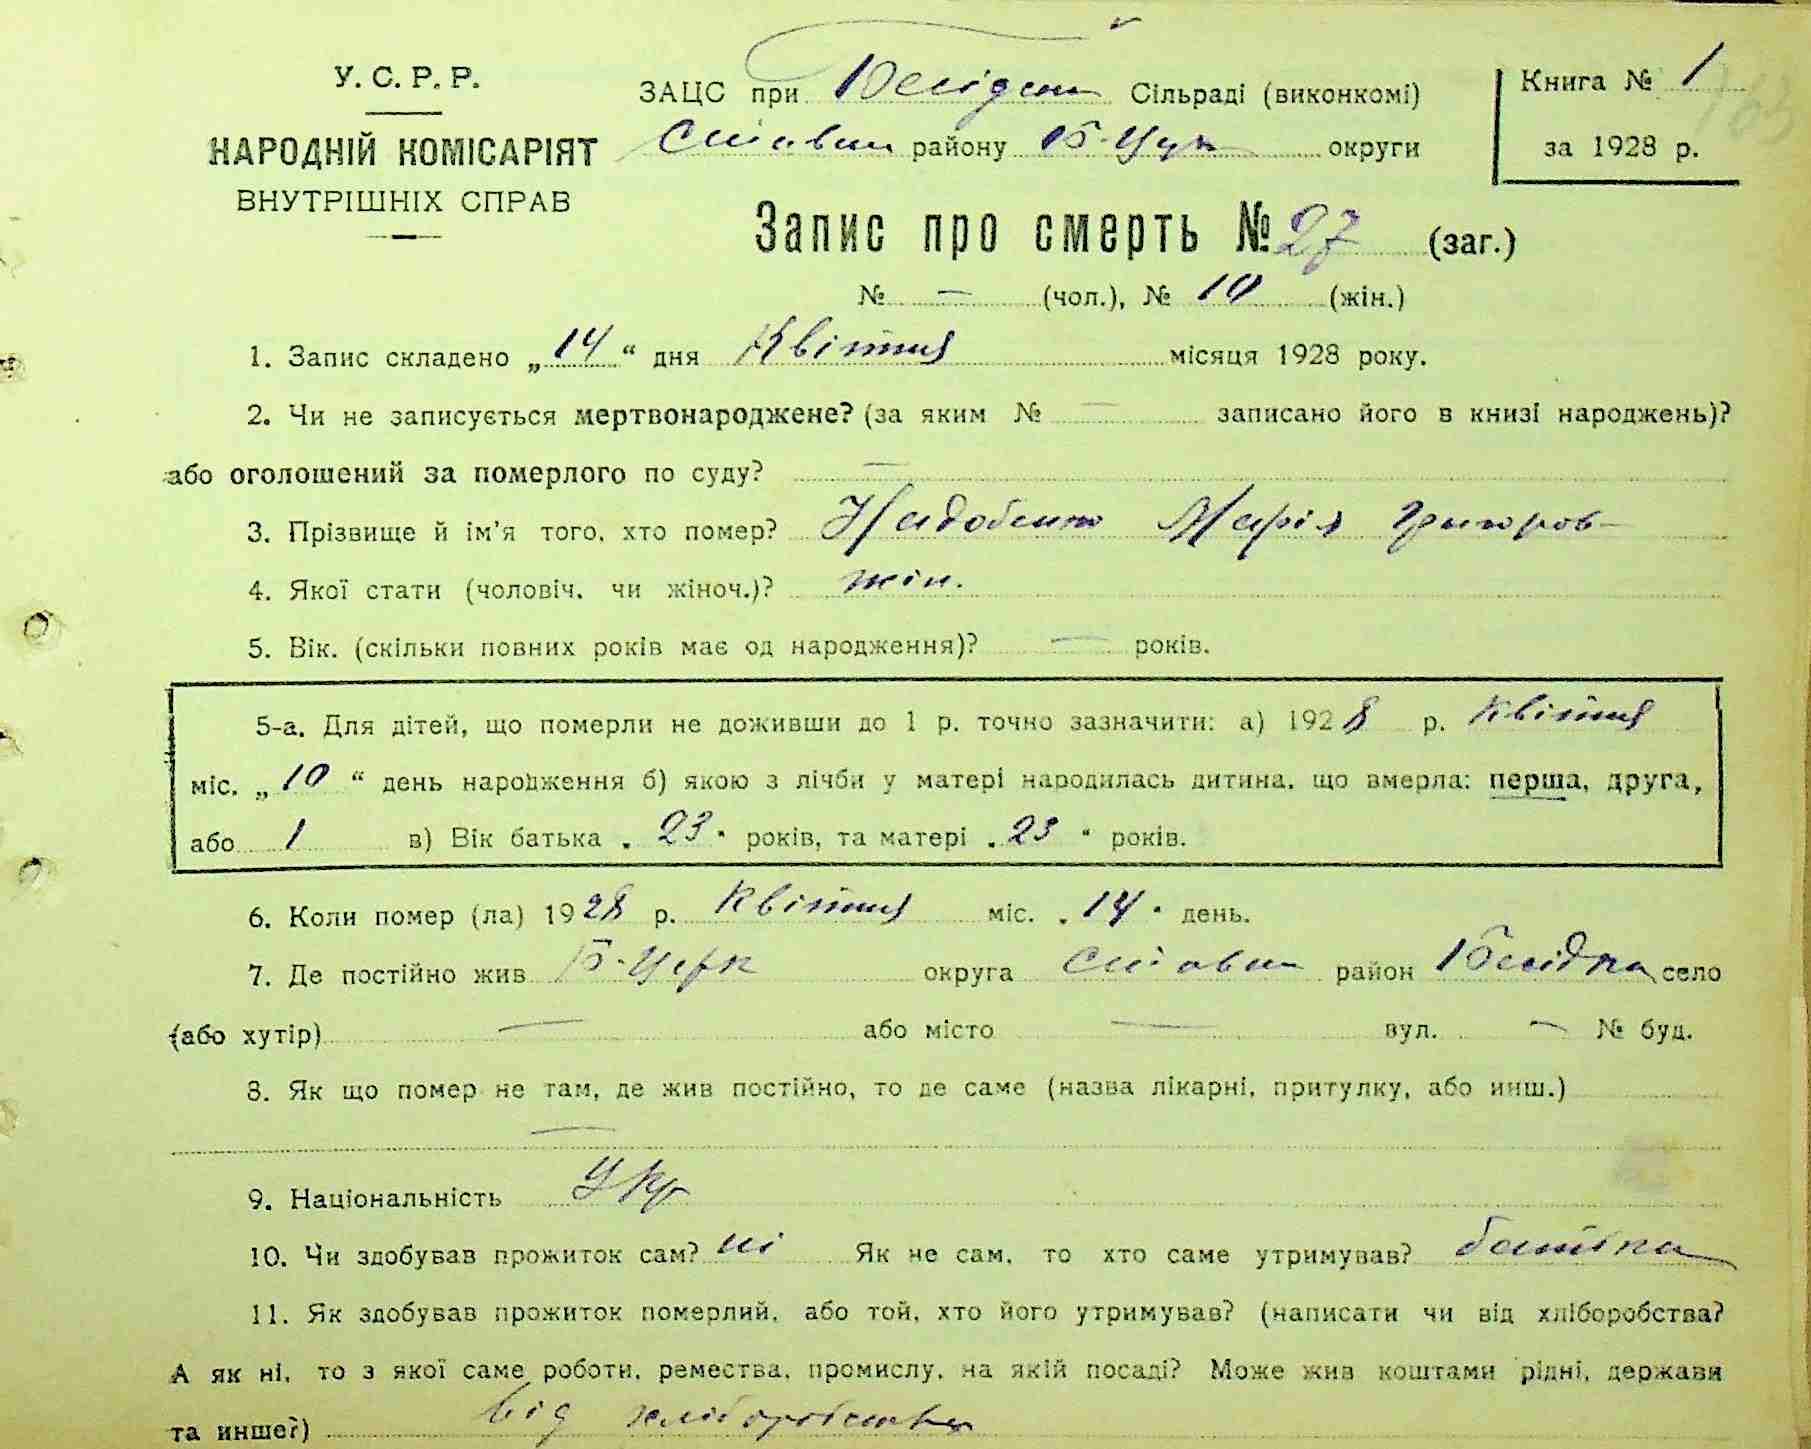 У. С. Р. Р.
НАРОДНІЙ КОМІСАРІЯТ
ВНУТРІШНІХ СПРАВ
ЗАЦС при Бесідськ Сільраді (виконкомі)
Ставищ району Б-Церк округи
Книга № 1
за 1928 р.
Запис про смерть № 27 (заг.)
№ — (чол.), № 10 (жін.)
1. Запис складено „14“ дня Квітня місяця 1928 року.
2. Чи не записується мертвонароджене? (за яким № — записано його в книзі народжень)?
або оголошений за померлого по суду? —
3. Прізвище й ім'я того, хто помер? Надобенко Марія Григоров-
4. Якої стати (чоловіч. чи жіноч.)? жін.
5. Вік. (скільки повних років має од народження)? — років.
5-а. Для дітей, що померли не доживши до 1 р. точно зазначити: а) 1928 р. Квітня
міс. „10“ день народження б) якою з лічби у матері народилась дитина, що вмерла: перша, друга,
або 1 в) Вік батька „23“ років, та матері „23“ років.
6. Коли помер (ла) 1928 р. Квітня міс. „14“ день.
7. Де постійно жив Б-Церк округа Ставищ район Бесідка село
(або хутір) — або місто — вул. — № буд.
8. Як що помер не там, де жив постійно, то де саме (назва лікарні, притулку, або инш.)
—
9. Національність Укр
10. Чи здобував прожиток сам? ні Як не сам, то хто саме утримував? батька
11. Як здобував прожиток померлий, або той, хто його утримував? (написати чи від хліборобства?
А як ні, то з якої саме роботи, ремества, промислу, на якій посаді? Може жив коштами рідні, держави
та инше?) від хліборобства